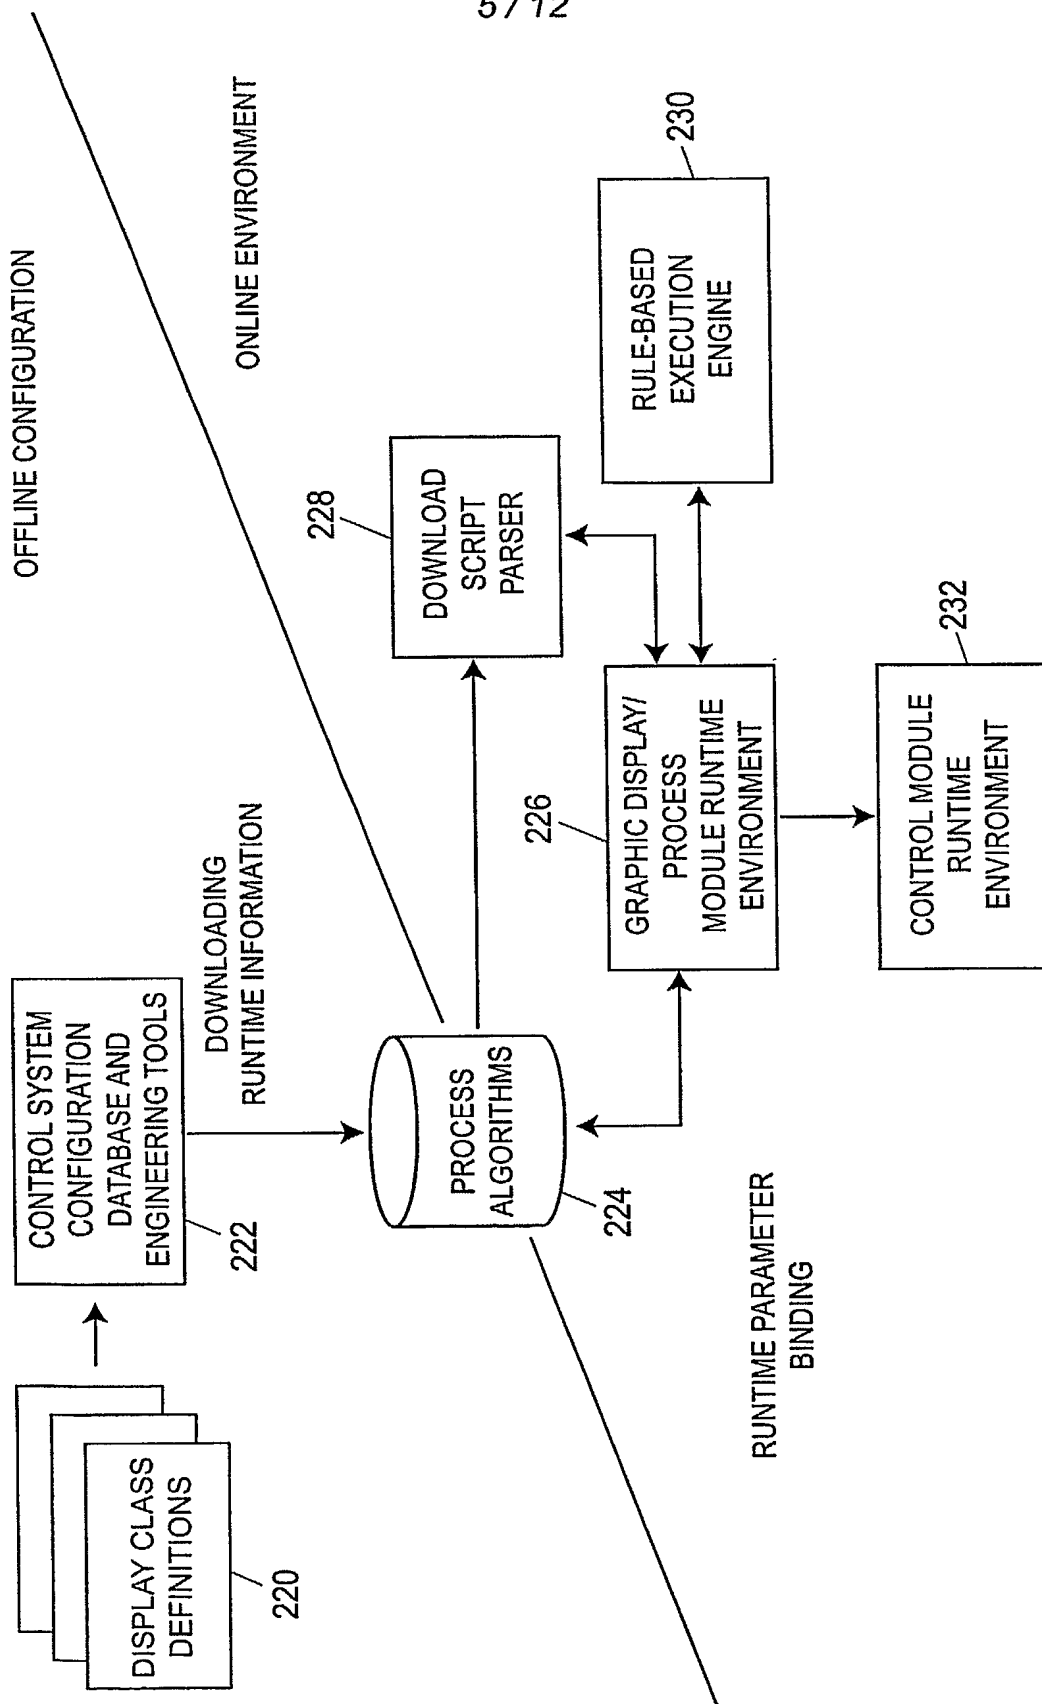 5 / 12
OFFLINE CONFIGURATION
ONLINE ENVIRONMENT
DISPLAY CLASS
DEFINITIONS
220
CONTROL SYSTEM
CONFIGURATION
DATABASE AND
ENGINEERING TOOLS
222
DOWNLOADING
RUNTIME INFORMATION
PROCESS
ALGORITHMS
224
228
DOWNLOAD
SCRIPT
PARSER
230
RULE-BASED
EXECUTION
ENGINE
226
GRAPHIC DISPLAY/
PROCESS
MODULE RUNTIME
ENVIRONMENT
RUNTIME PARAMETER
BINDING
232
CONTROL MODULE
RUNTIME
ENVIRONMENT